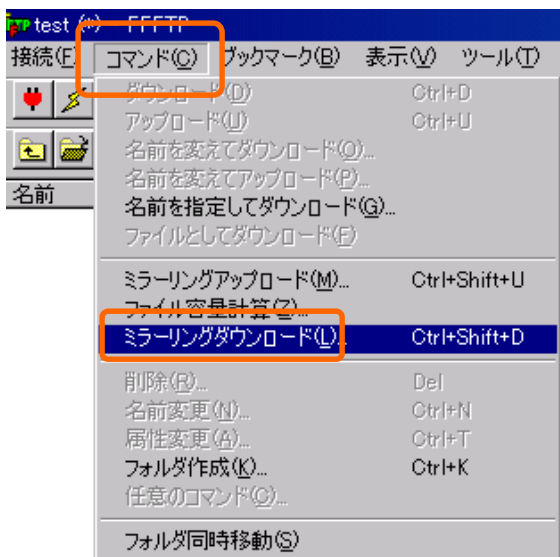 test (*) - FFFTP
接続(F) コマンド(C) ブックマーク(B) 表示(V) ツール(T)
ダウンロード(D) Ctrl+D
アップロード(U) Ctrl+U
名前を変えてダウンロード(O)...
名前を変えてアップロード(P)...
名前
名前を指定してダウンロード(G)...
ファイルとしてダウンロード(F)
ミラーリングアップロード(M)... Ctrl+Shift+U
ファイル容量計算(Z)...
ミラーリングダウンロード(L)... Ctrl+Shift+D
削除(R)... Del
名前変更(N)... Ctrl+N
属性変更(A)... Ctrl+T
フォルダ作成(K)... Ctrl+K
任意のコマンド(C)...
フォルダ同時移動(S)